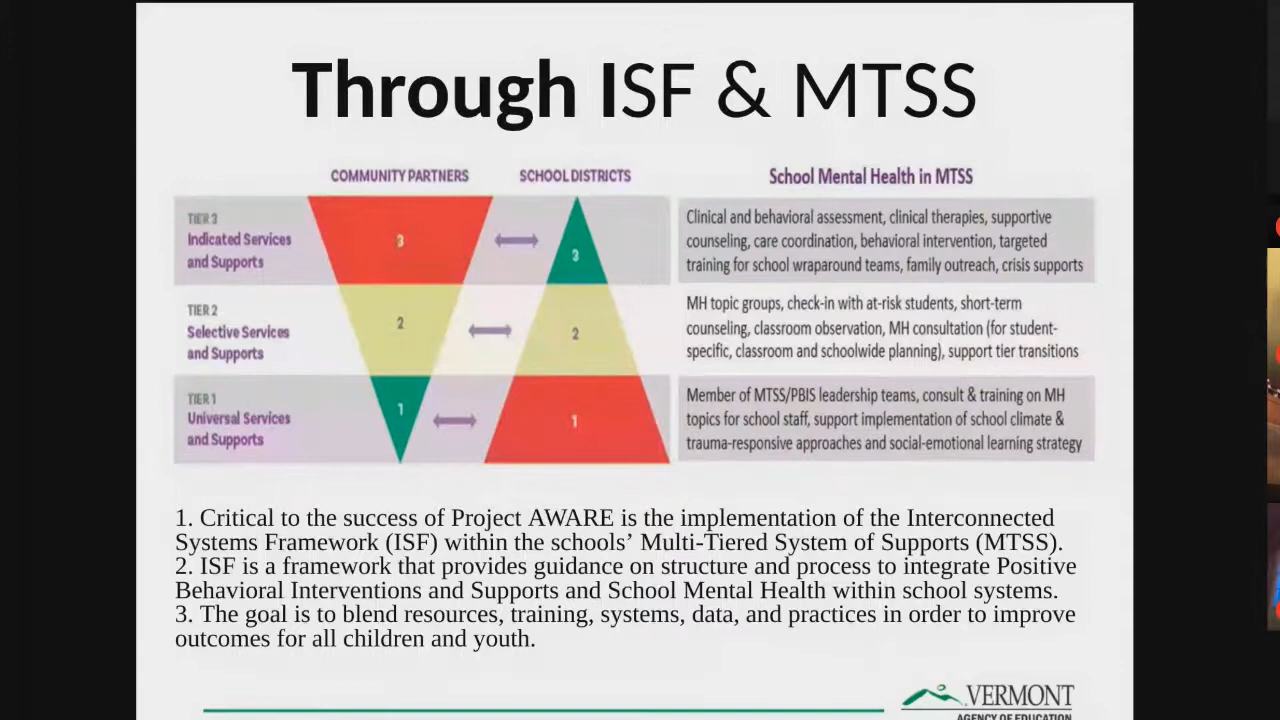 Through ISF & MTSS
COMMUNITY PARTNERS
SCHOOL DISTRICTS
School Mental Health in MTSS
TIER 3
Indicated Services
and Supports
3
3
Clinical and behavioral assessment, clinical therapies, supportive
counseling, care coordination, behavioral intervention, targeted
training for school wraparound teams, family outreach, crisis supports
TIER 2
Selective Services
and Supports
2
2
MH topic groups, check-in with at-risk students, short-term
counseling, classroom observation, MH consultation (for student-
specific, classroom and schoolwide planning), support tier transitions
TIER 1
Universal Services
and Supports
1
1
Member of MTSS/PBIS leadership teams, consult & training on MH
topics for school staff, support implementation of school climate &
trauma-responsive approaches and social-emotional learning strategy
1. Critical to the success of Project AWARE is the implementation of the Interconnected
Systems Framework (ISF) within the schools’ Multi-Tiered System of Supports (MTSS).
2. ISF is a framework that provides guidance on structure and process to integrate Positive
Behavioral Interventions and Supports and School Mental Health within school systems.
3. The goal is to blend resources, training, systems, data, and practices in order to improve
outcomes for all children and youth.
VERMONT
AGENCY OF EDUCATION